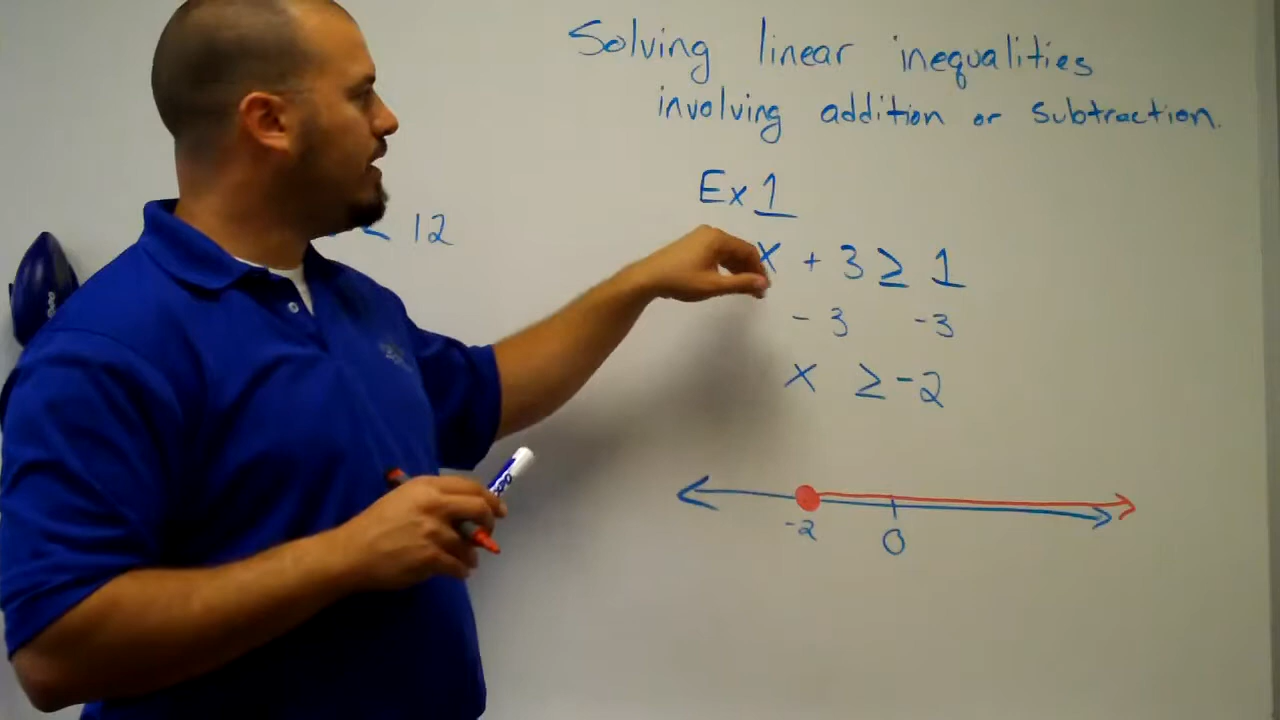 Solving linear inequalities
involving addition or subtraction.
Ex 1
< 12
x + 3 ≥ 1
- 3 -3
x ≥ -2
-2 0